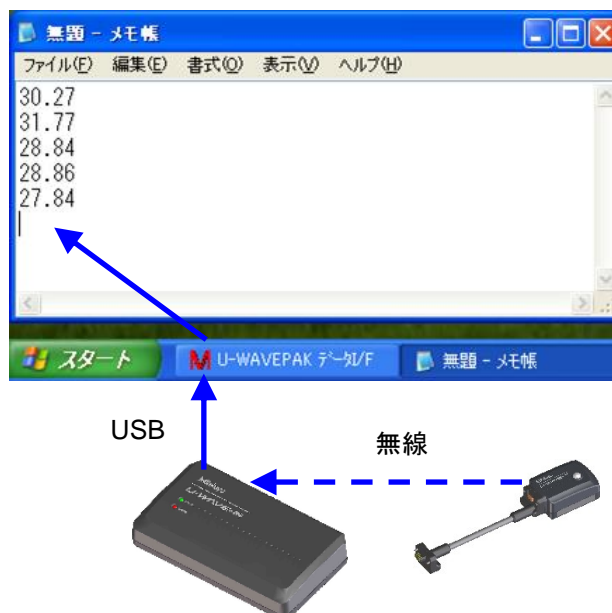 無題 - メモ帳
ファイル(F) 編集(E) 書式(O) 表示(V) ヘルプ(H)
30.27
31.77
28.84
28.86
27.84
スタート
U-WAVEPAK ﾃﾞｰﾀI/F
無題 - メモ帳
USB
無線